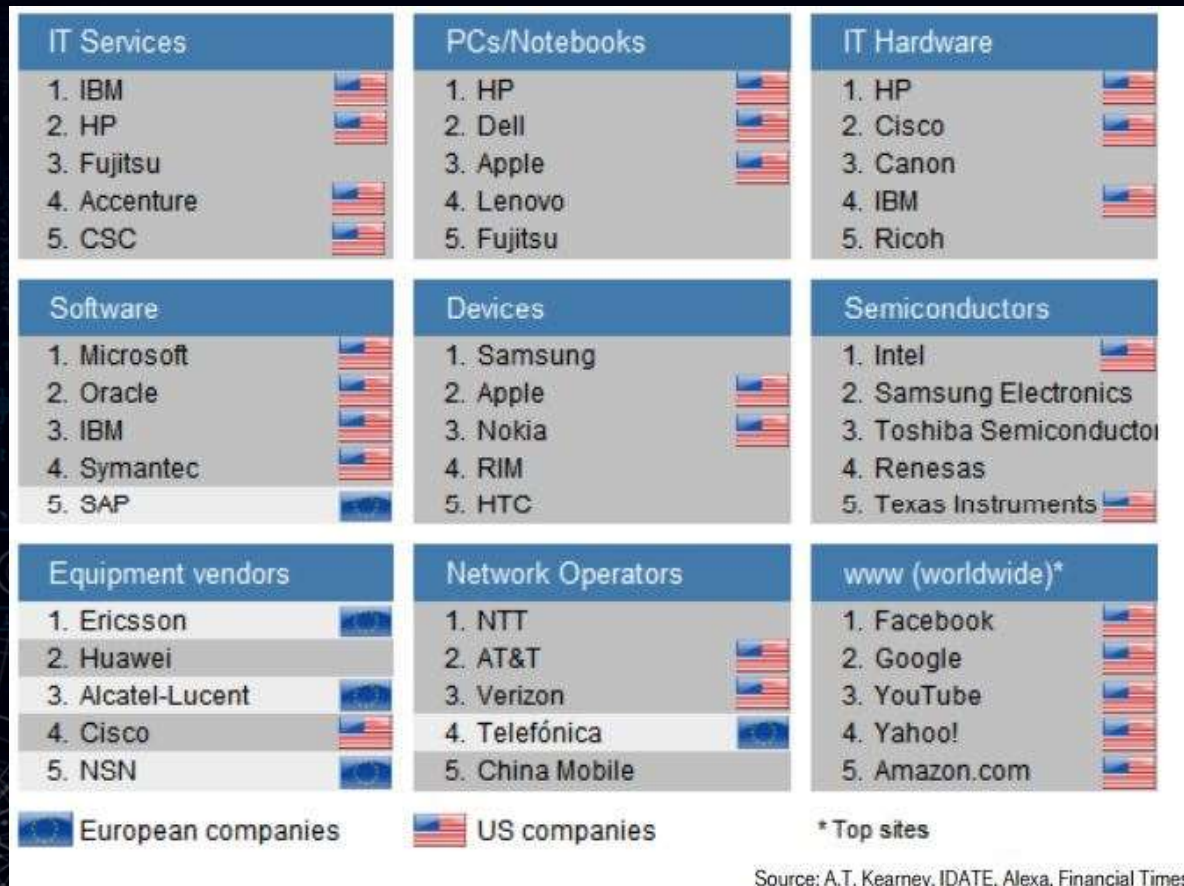 IT Services
1. IBM
2. HP
3. Fujitsu
4. Accenture
5. CSC
PCs/Notebooks
1. HP
2. Dell
3. Apple
4. Lenovo
5. Fujitsu
IT Hardware
1. HP
2. Cisco
3. Canon
4. IBM
5. Ricoh
Software
1. Microsoft
2. Oracle
3. IBM
4. Symantec
5. SAP
Devices
1. Samsung
2. Apple
3. Nokia
4. RIM
5. HTC
Semiconductors
1. Intel
2. Samsung Electronics
3. Toshiba Semiconductor
4. Renesas
5. Texas Instruments
Equipment vendors
1. Ericsson
2. Huawei
3. Alcatel-Lucent
4. Cisco
5. NSN
Network Operators
1. NTT
2. AT&T
3. Verizon
4. Telefónica
5. China Mobile
www (worldwide)*
1. Facebook
2. Google
3. YouTube
4. Yahoo!
5. Amazon.com
European companies
US companies
* Top sites
Source: A.T. Kearney, IDATE, Alexa, Financial Times